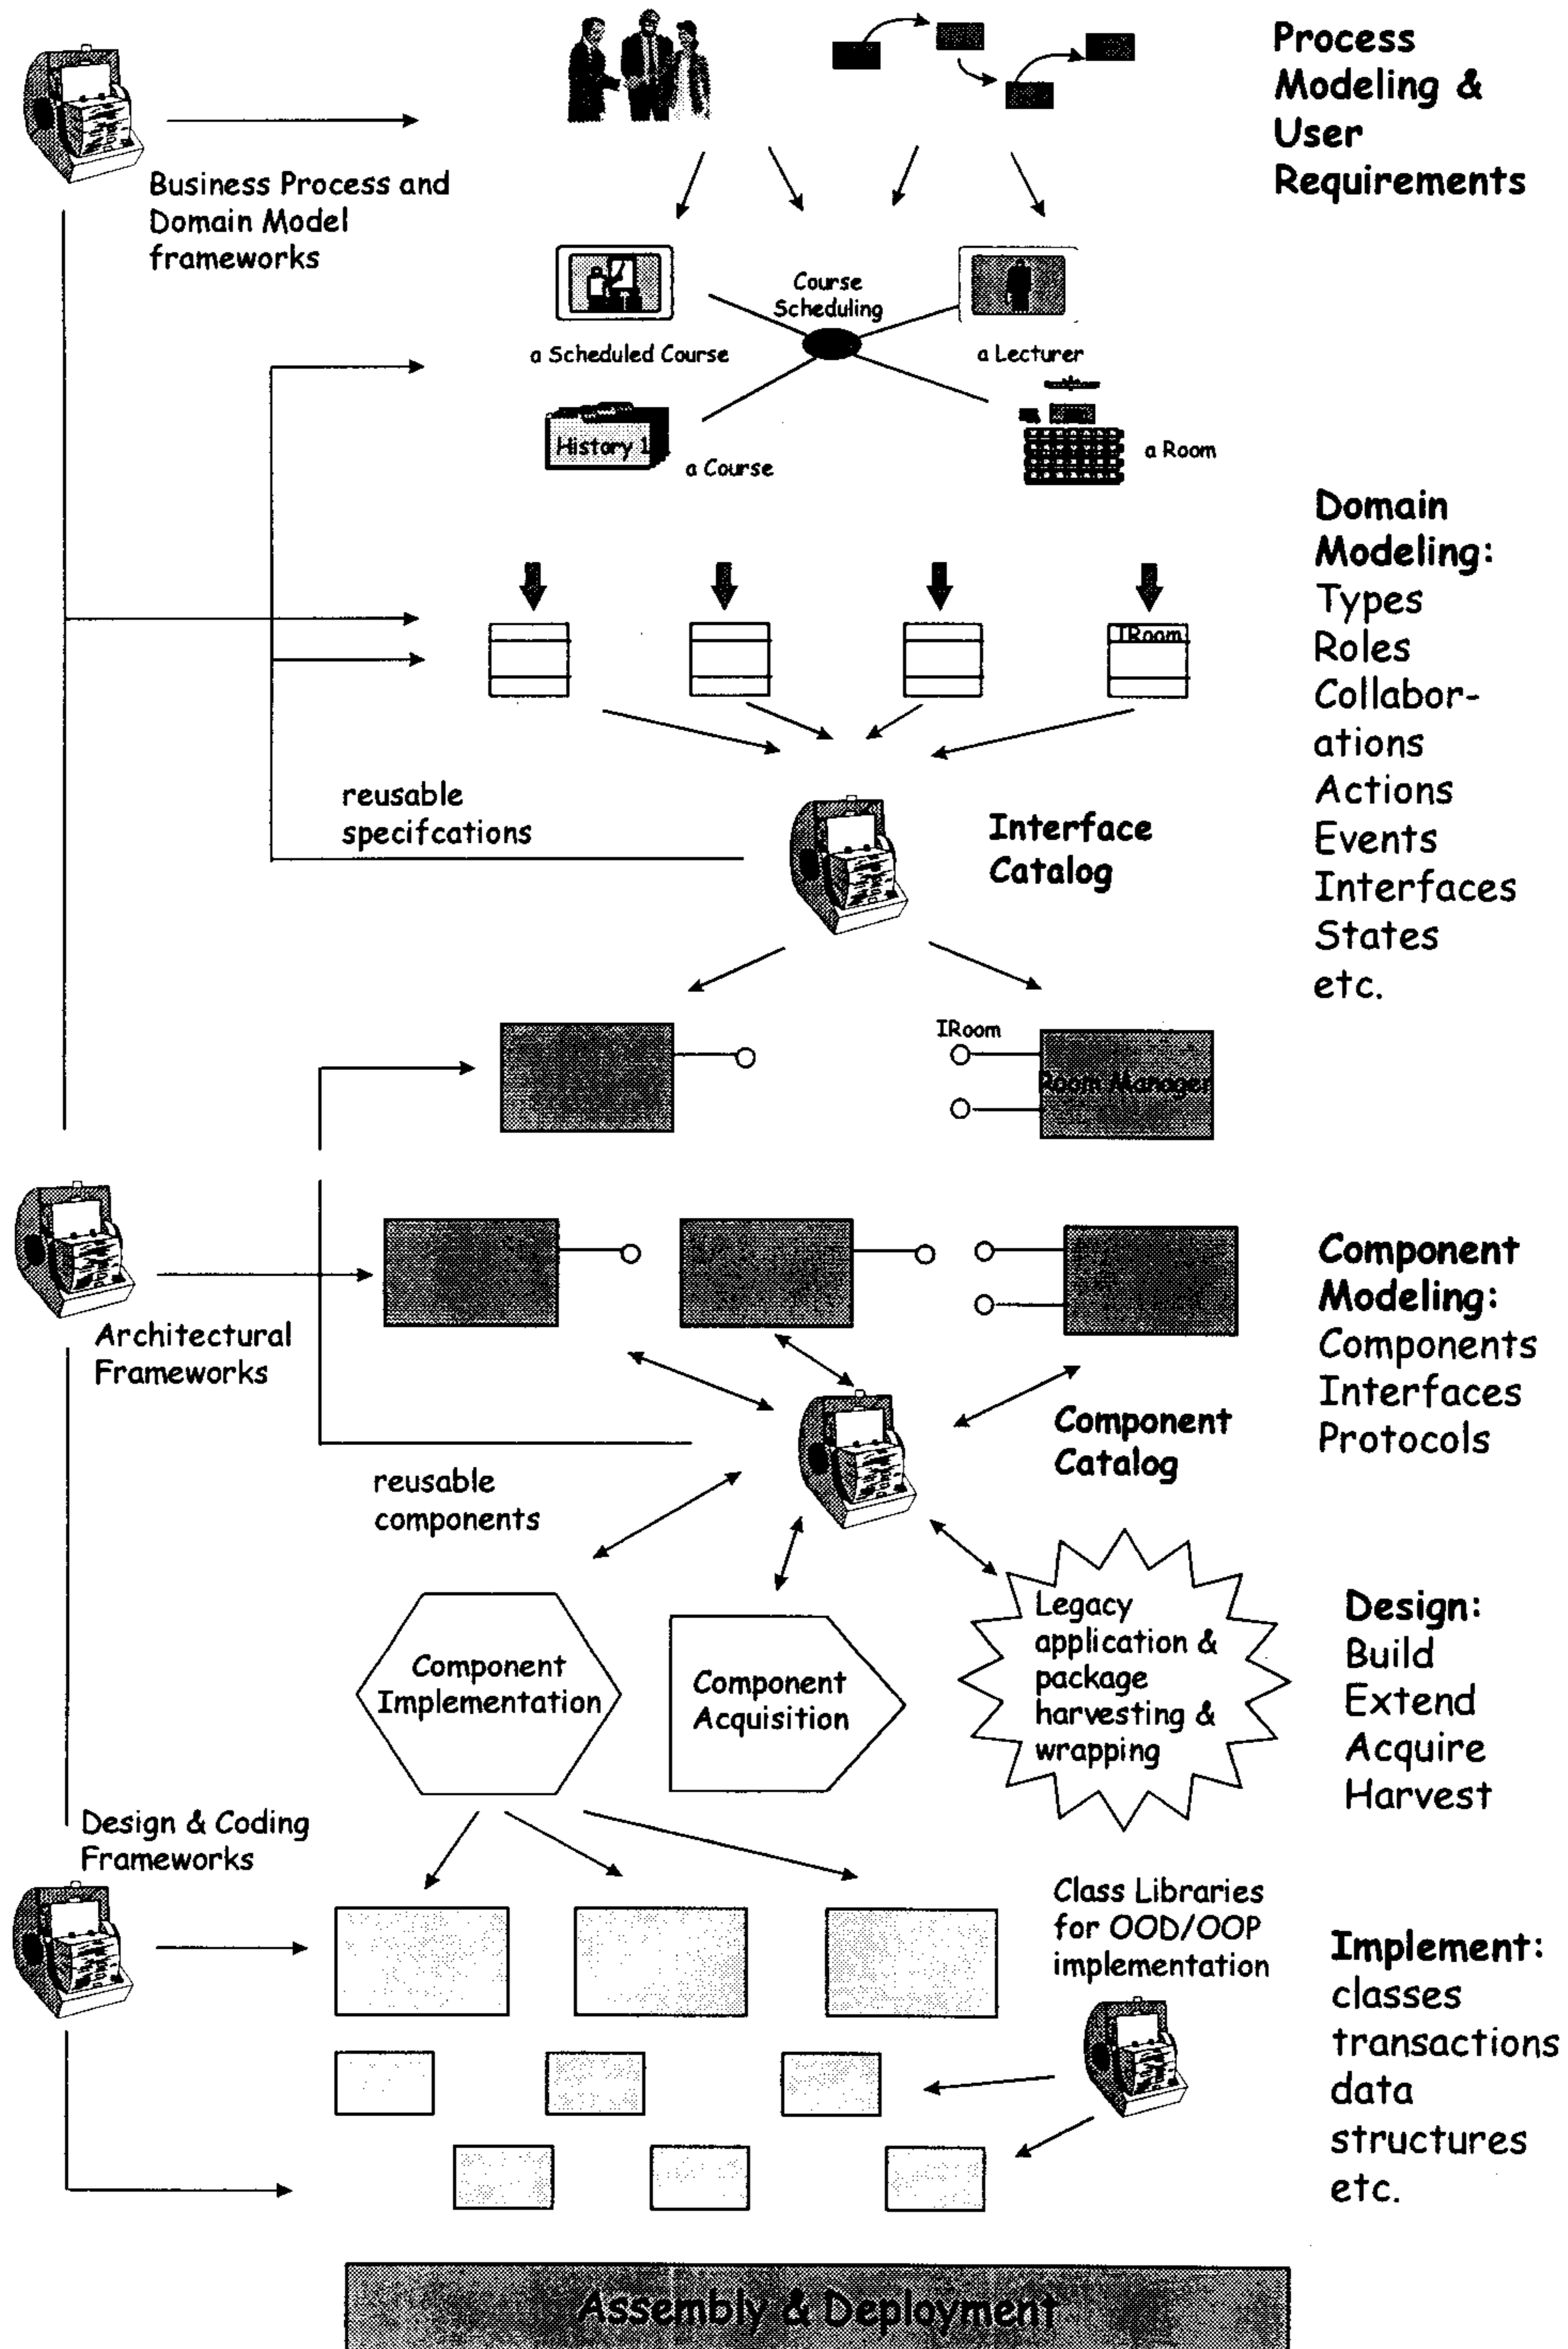 Process
Modeling &
User
Requirements
Business Process and
Domain Model
frameworks
Course
Scheduling
a Scheduled Course
a Lecturer
History 1
a Course
a Room
Domain
Modeling:
Types
Roles
Collabor-
ations
Actions
Events
Interfaces
States
etc.
IRoom
reusable
specifcations
Interface
Catalog
IRoom
Room Manager
Architectural
Frameworks
Component
Modeling:
Components
Interfaces
Protocols
Component
Catalog
reusable
components
Component
Implementation
Component
Acquisition
Legacy
application &
package
harvesting &
wrapping
Design:
Build
Extend
Acquire
Harvest
Design & Coding
Frameworks
Class Libraries
for OOD/OOP
implementation
Implement:
classes
transactions
data
structures
etc.
Assembly & Deployment